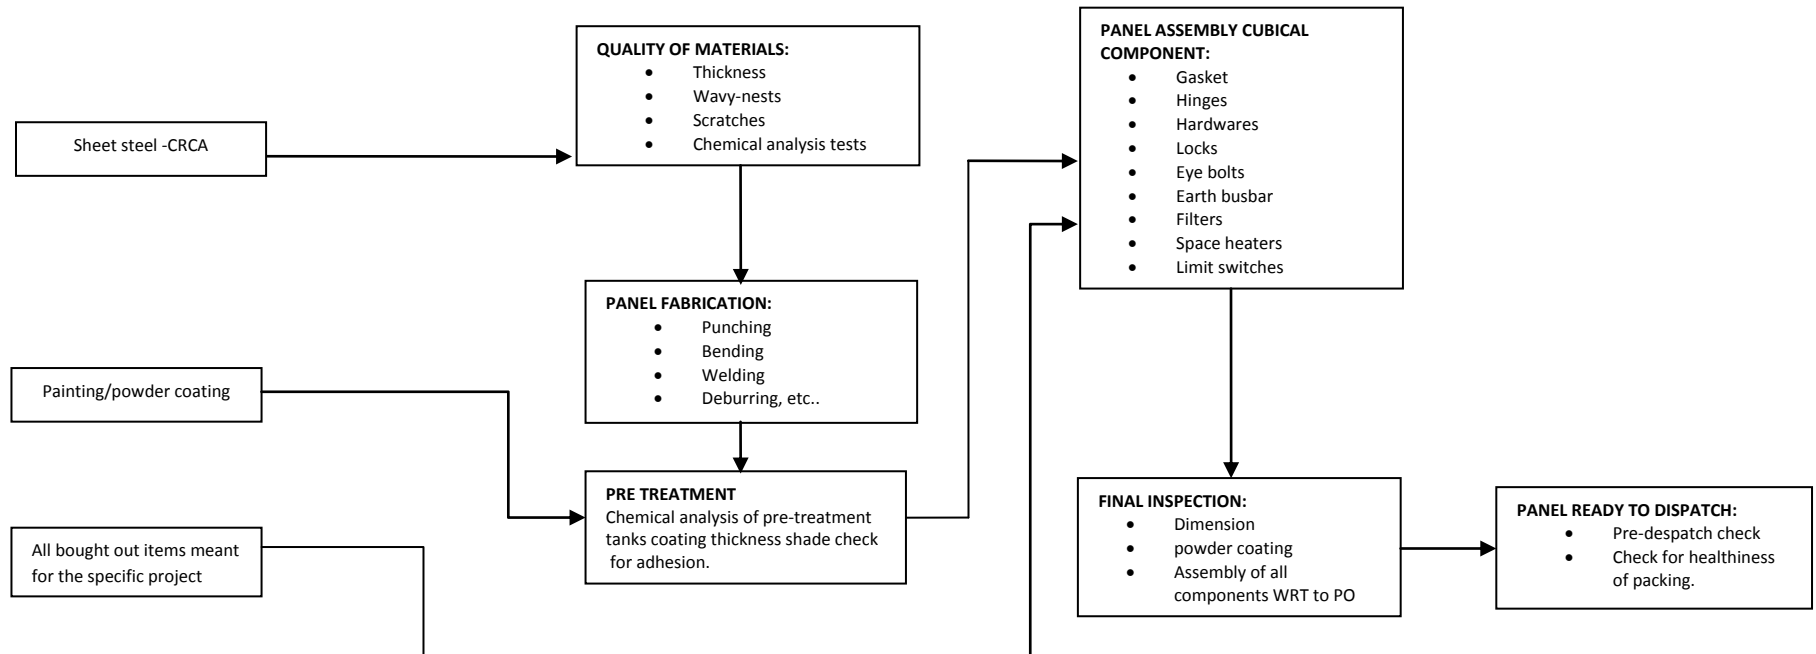 Sheet steel -CRCA
QUALITY OF MATERIALS:
• Thickness
• Wavy-nests
• Scratches
• Chemical analysis tests
PANEL FABRICATION:
• Punching
• Bending
• Welding
• Deburring, etc..
Painting/powder coating
PRE TREATMENT
Chemical analysis of pre-treatment
tanks coating thickness shade check
for adhesion.
All bought out items meant
for the specific project
PANEL ASSEMBLY CUBICAL
COMPONENT:
• Gasket
• Hinges
• Hardwares
• Locks
• Eye bolts
• Earth busbar
• Filters
• Space heaters
• Limit switches
FINAL INSPECTION:
• Dimension
• powder coating
• Assembly of all
components WRT to PO
PANEL READY TO DISPATCH:
• Pre-despatch check
• Check for healthiness
of packing.